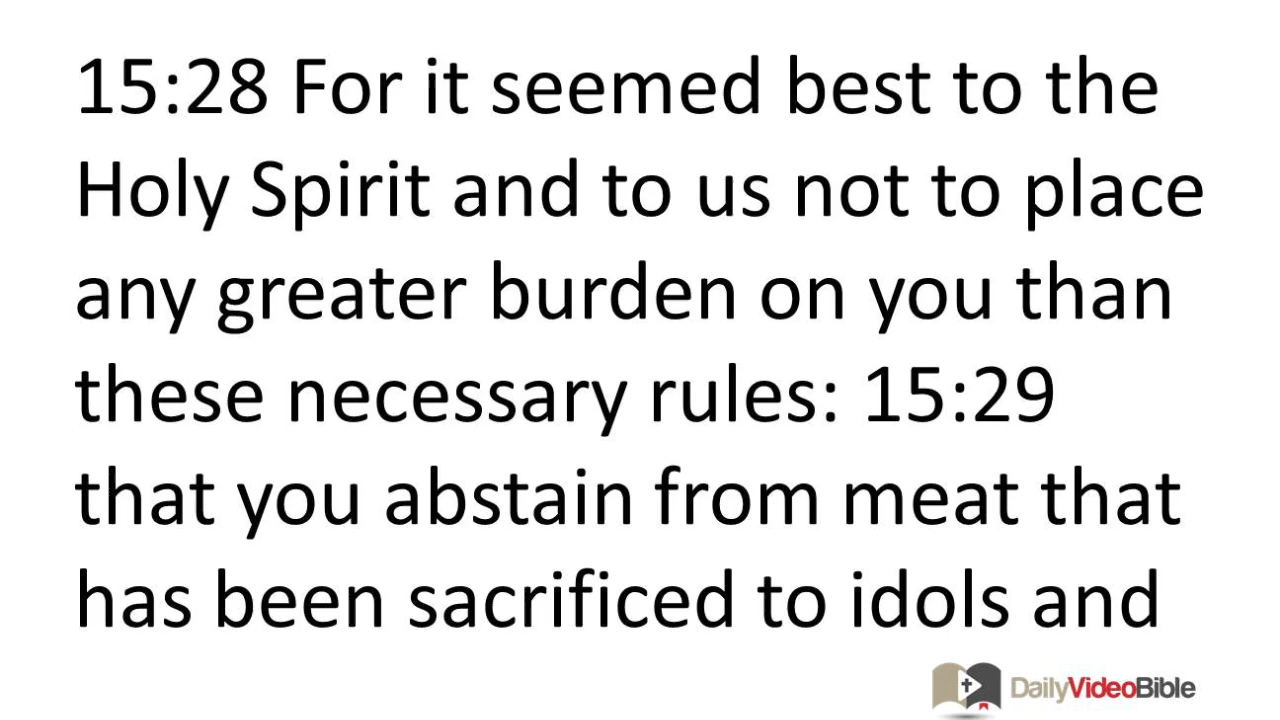 15:28 For it seemed best to the
Holy Spirit and to us not to place
any greater burden on you than
these necessary rules: 15:29
that you abstain from meat that
has been sacrificed to idols and
DailyVideoBible